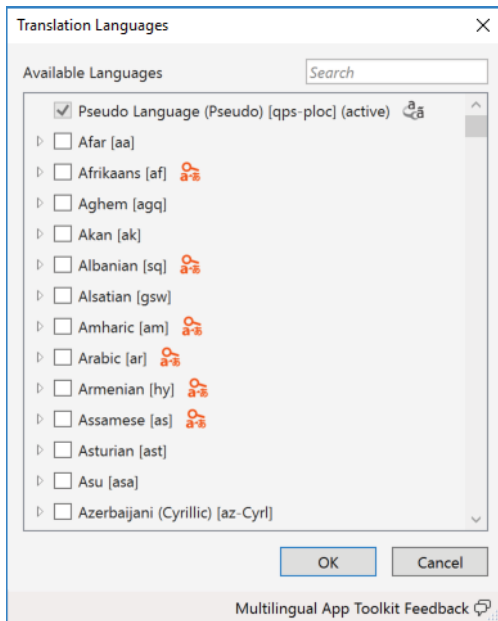 Translation Languages
Available Languages
Search
Pseudo Language (Pseudo) [qps-ploc] (active)
Afar [aa]
Afrikaans [af]
Aghem [agq]
Akan [ak]
Albanian [sq]
Alsatian [gsw]
Amharic [am]
Arabic [ar]
Armenian [hy]
Assamese [as]
Asturian [ast]
Asu [asa]
Azerbaijani (Cyrillic) [az-Cyrl]
OK
Cancel
Multilingual App Toolkit Feedback